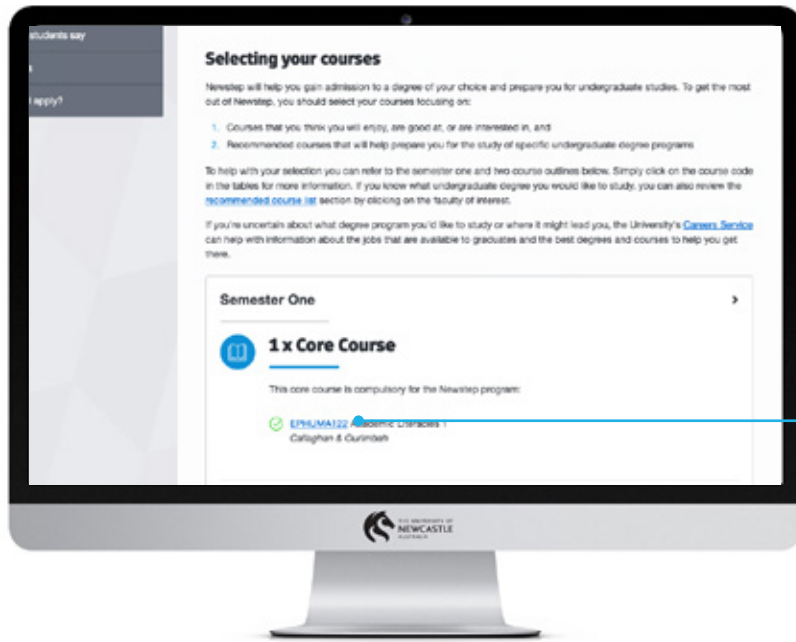 students say
apply?
Selecting your courses
Newstep will help you gain admission to a degree of your choice and prepare you for undergraduate studies. To get the most
out of Newstep, you should select your courses focusing on:
1. Courses that you think you will enjoy, are good at, or are interested in, and
2. Recommended courses that will help prepare you for the study of specific undergraduate degree programs
To help with your selection you can refer to the semester one and two course outlines below. Simply click on the course code
in the tables for more information. If you know what undergraduate degree you would like to study, you can also review the
recommended course list section by clicking on the faculty of interest.
If you're uncertain about what degree program you'd like to study or where it might lead you, the University's Careers Service
can help with information about the jobs that are available to graduates and the best degrees and courses to help you get
there.
Semester One
1 x Core Course
This core course is compulsory for the Newstep program:
EPHUMA122 Academic Literacies 1
Callaghan & Ourimbah
THE UNIVERSITY OF
NEWCASTLE
AUSTRALIA